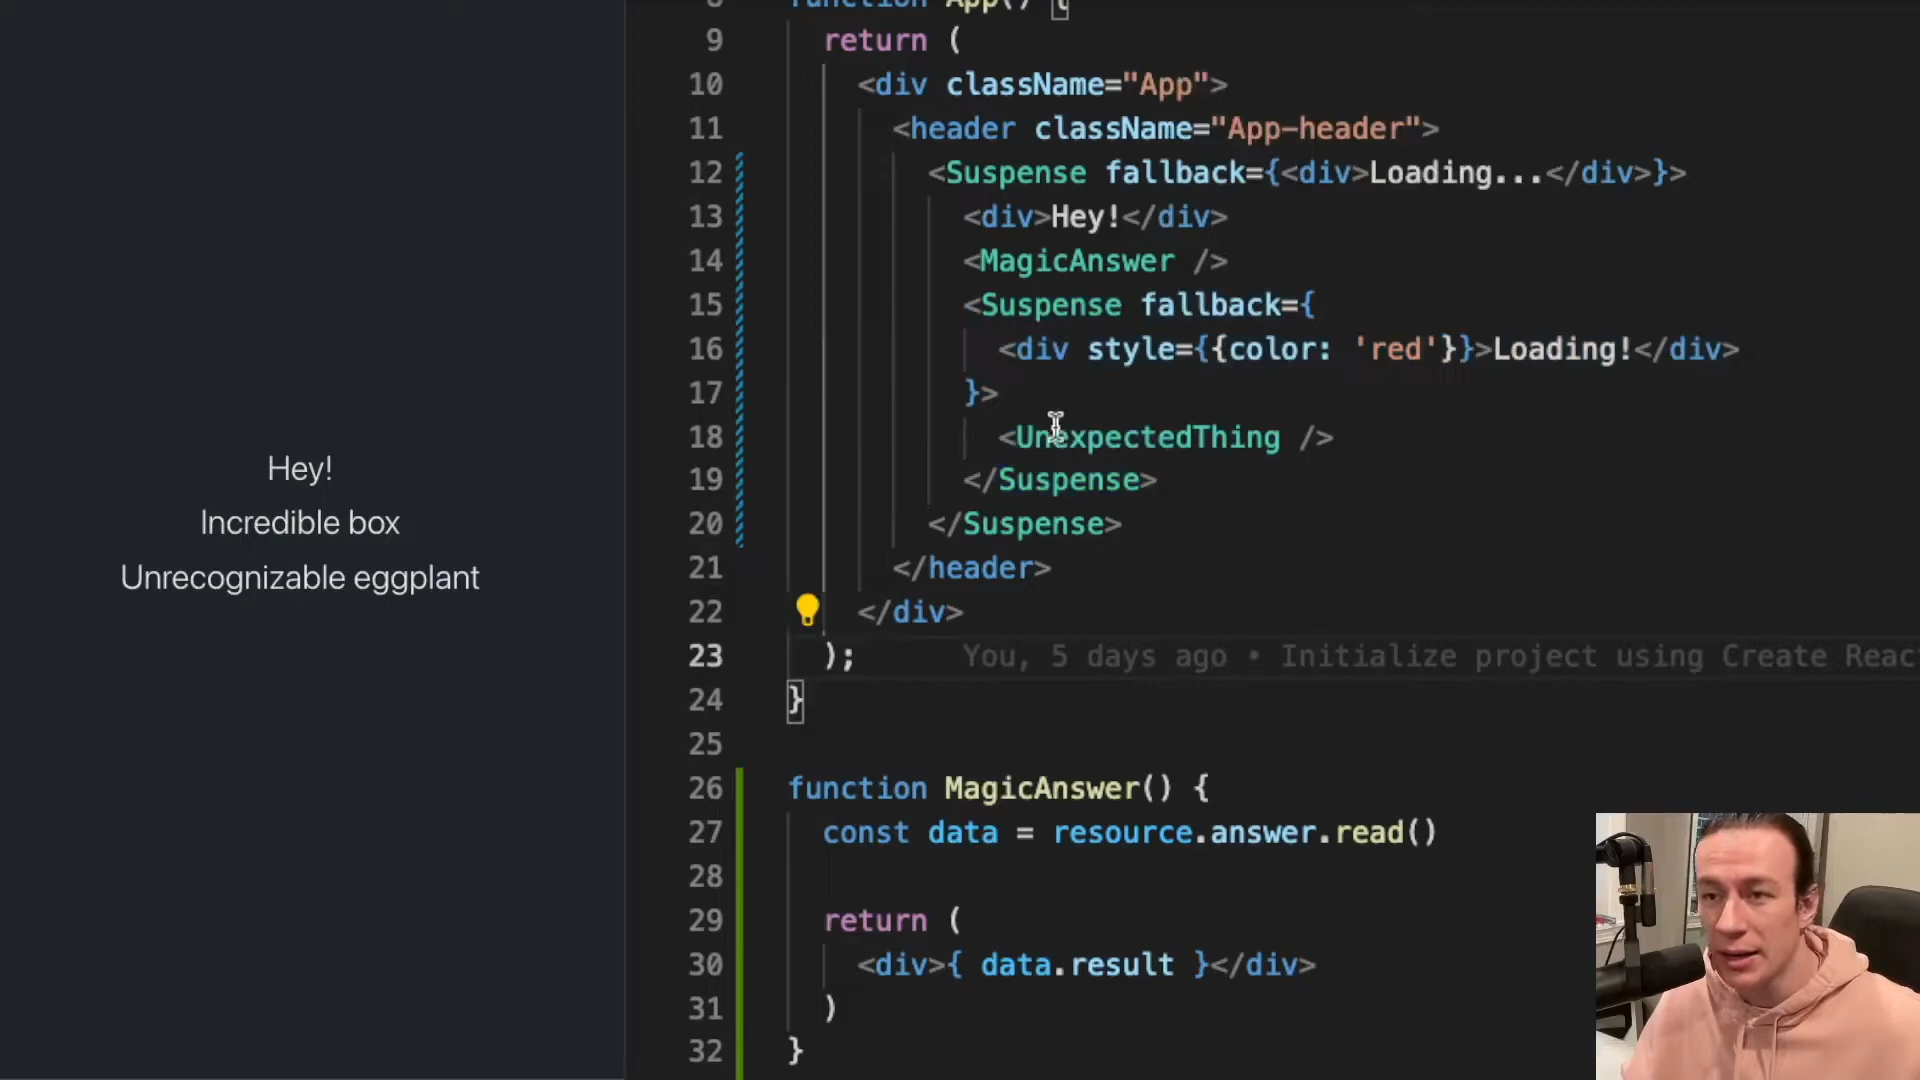 Hey!
Incredible box
Unrecognizable eggplant
8 function App() {
9 return (
10 <div className="App">
11 <header className="App-header">
12 <Suspense fallback={<div>Loading...</div>}>
13 <div>Hey!</div>
14 <MagicAnswer />
15 <Suspense fallback={
16 <div style={{color: 'red'}}>Loading!</div>
17 }>
18 <UnexpectedThing />
19 </Suspense>
20 </Suspense>
21 </header>
22 </div>
23 ); You, 5 days ago • Initialize project using Create Reac
24 }
25
26 function MagicAnswer() {
27 const data = resource.answer.read()
28
29 return (
30 <div>{ data.result }</div>
31 )
32 }